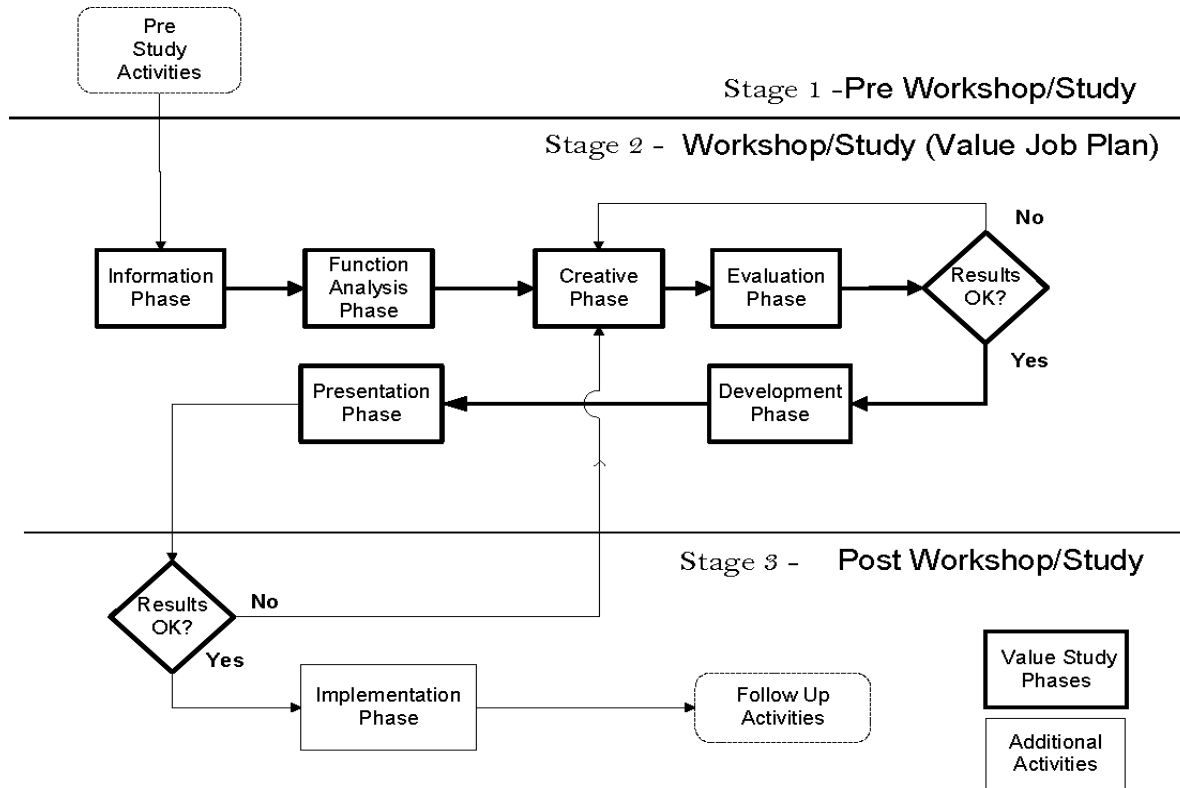 Pre
Study
Activities
Stage 1 -Pre Workshop/Study
Stage 2 - Workshop/Study (Value Job Plan)
No
Information
Phase
Function
Analysis
Phase
Creative
Phase
Evaluation
Phase
Results
OK?
Yes
Presentation
Phase
Development
Phase
Stage 3 - Post Workshop/Study
Results
OK?
No
Yes
Implementation
Phase
Follow Up
Activities
Value Study
Phases
Additional
Activities